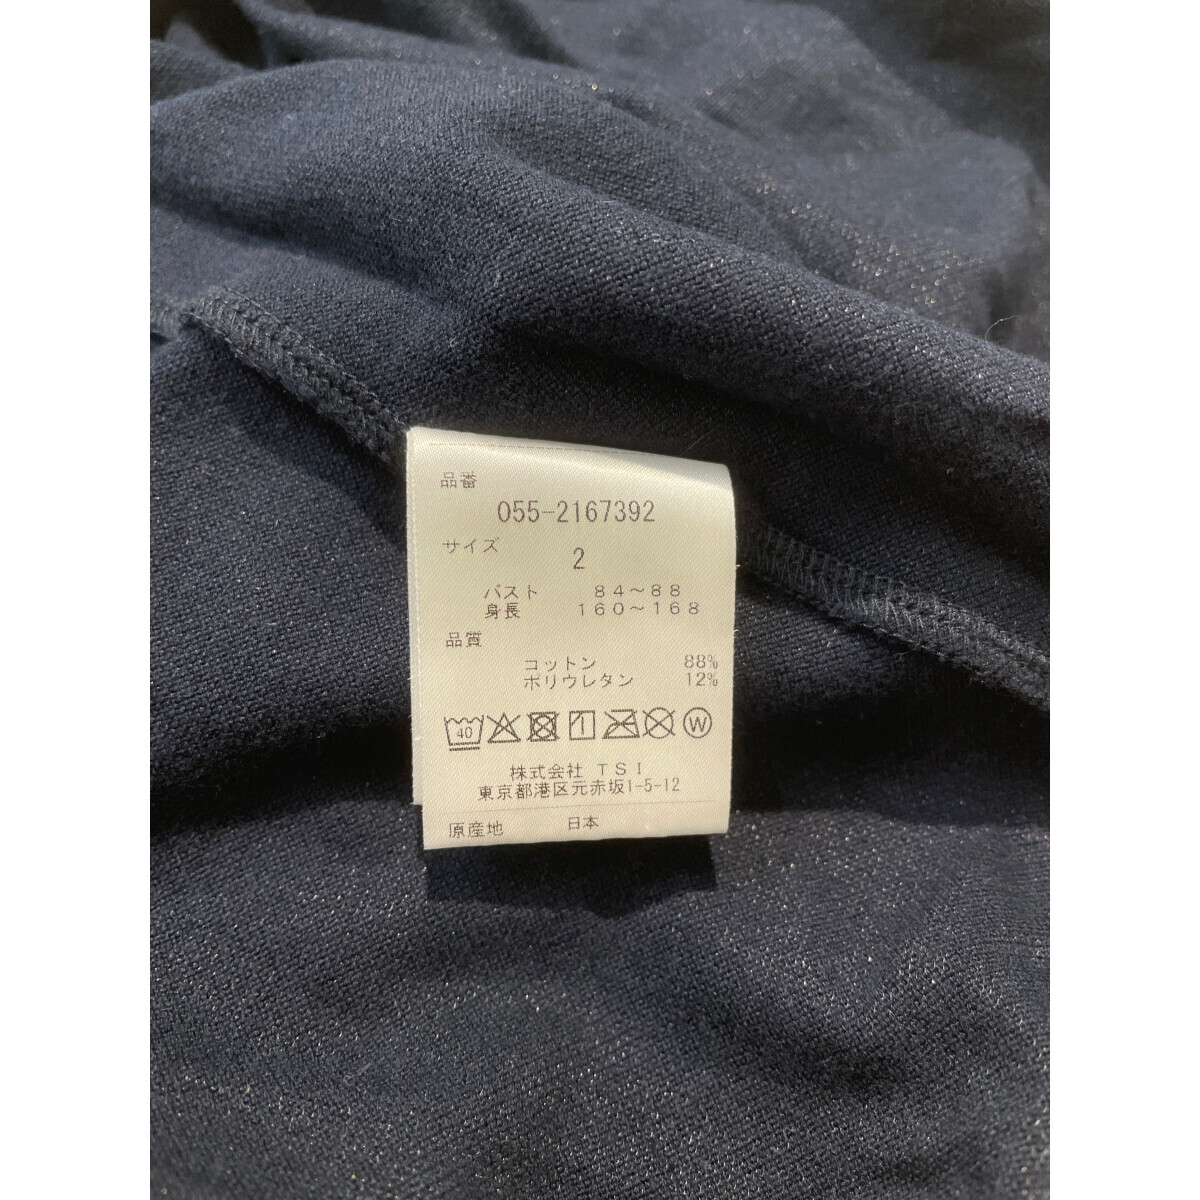 品番
055-2167392
サイズ
2
バスト 84～88
身長 160～168
品質
コットン 88%
ポリウレタン 12%
40 W
株式会社 TSI
東京都港区元赤坂1-5-12
原産地 日本